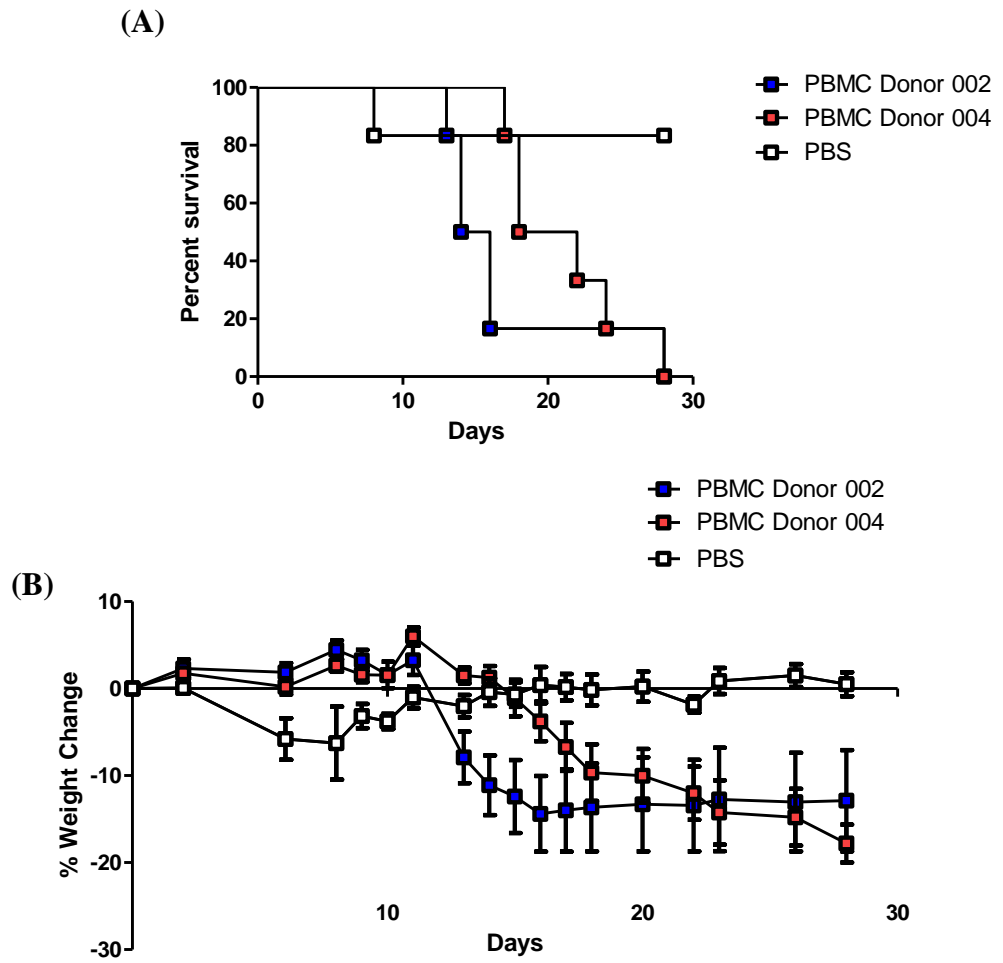 (A)
PBMC Donor 002
PBMC Donor 004
PBS
Percent survival
100
80
60
40
20
0
0 10 20 30
Days
PBMC Donor 002
PBMC Donor 004
PBS
(B)
% Weight Change
10
0
-10
-20
-30
10 20 30
Days